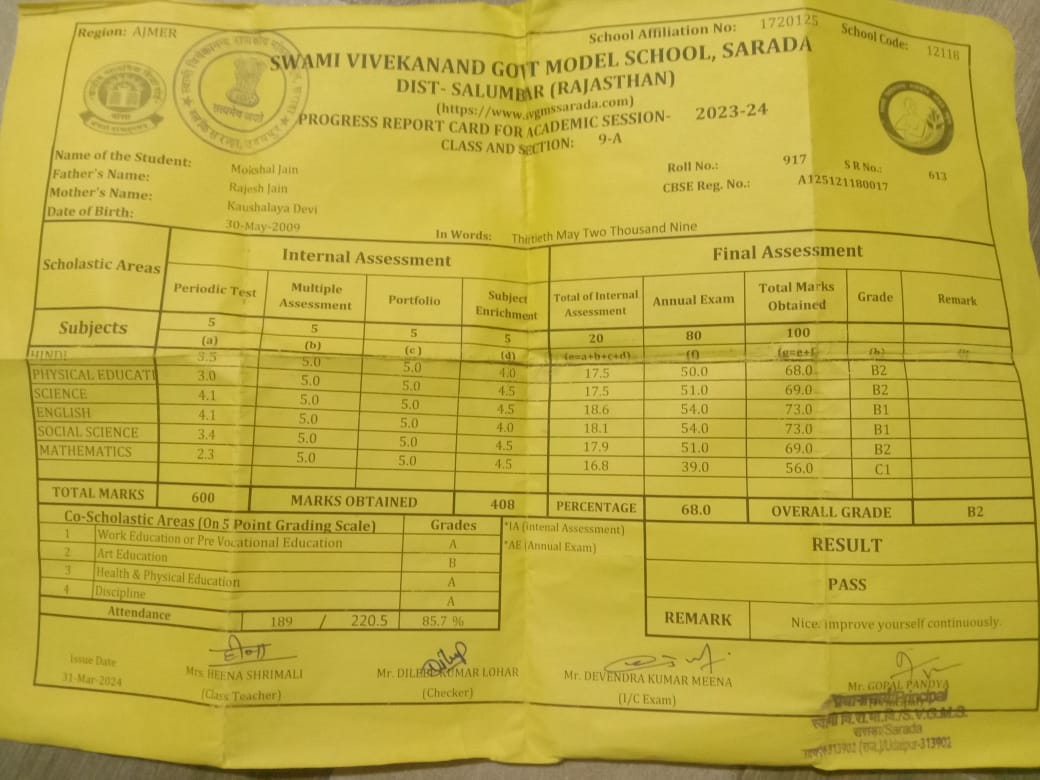 Region: AJMER
School Affiliation No: 1720125
School Code: 12118
SWAMI VIVEKANAND GOVT MODEL SCHOOL, SARADA
DIST- SALUMBAR (RAJASTHAN)
(https://www.svgmssarada.com)
PROGRESS REPORT CARD FOR ACADEMIC SESSION- 2023-24
CLASS AND SECTION: 9-A
Name of the Student: Mokshal Jain
Father's Name: Rajesh Jain
Mother's Name: Kaushalaya Devi
Date of Birth: 30-May-2009
Roll No.: 917 S R No.: 613
CBSE Reg. No.: A125121180017
In Words: Thirtieth May Two Thousand Nine
Scholastic Areas Internal Assessment Final Assessment
Periodic Test Multiple Assessment Portfolio Subject Enrichment Total of Internal Assessment Annual Exam Total Marks Obtained Grade Remark
Subjects 5 5 5 5 20 80 100
(a) (b) (c) (d) (e=a+b+c+d) (f) (g=e+f) (h)
HINDI 3.5 5.0 5.0 4.0 17.5 50.0 68.0 B2
PHYSICAL EDUCATI 3.0 5.0 5.0 4.5 17.5 51.0 69.0 B2
SCIENCE 4.1 5.0 5.0 4.5 18.6 54.0 73.0 B1
ENGLISH 4.1 5.0 5.0 4.0 18.1 54.0 73.0 B1
SOCIAL SCIENCE 3.4 5.0 5.0 4.5 17.9 51.0 69.0 B2
MATHEMATICS 2.3 5.0 5.0 4.5 16.8 39.0 56.0 C1
TOTAL MARKS 600 MARKS OBTAINED 408 PERCENTAGE 68.0 OVERALL GRADE B2
Co-Scholastic Areas (On 5 Point Grading Scale) Grades
1 Work Education or Pre Vocational Education A
2 Art Education B
3 Health & Physical Education A
4 Discipline A
Attendance 189 / 220.5 85.7 %
*IA (intenal Assessment)
*AE (Annual Exam)
RESULT
PASS
REMARK Nice. improve yourself continuously.
Issue Date
31-Mar-2024
Mrs HEENA SHRIMALI
(Class Teacher)
Mr. DILIP KUMAR LOHAR
(Checker)
Mr. DEVENDRA KUMAR MEENA
(I/C Exam)
Mr. GOPAL PANDYA
प्रधानाचार्य/Principal
स्वामी वि.रा.मा.वि./S.V.G.M.S.
सराड़ा/Sarada
313902 (राज.)/Udaipur-313902